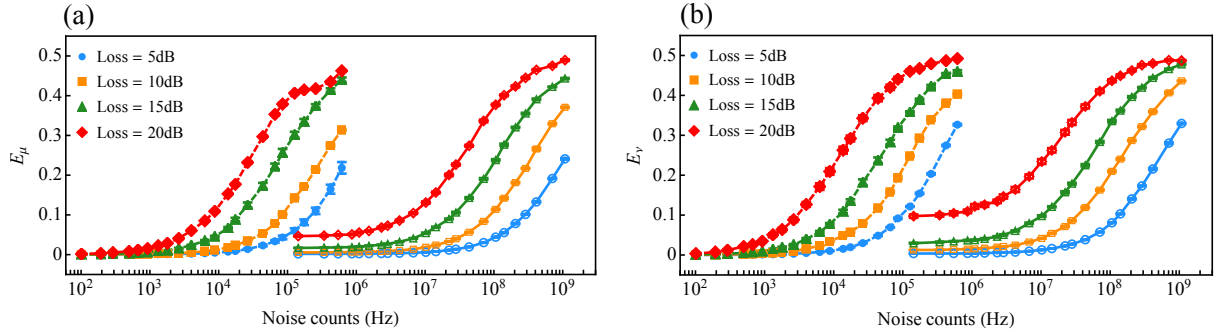 (a)
E_μ
0.5
0.4
0.3
0.2
0.1
0
Loss = 5dB
Loss = 10dB
Loss = 15dB
Loss = 20dB
10² 10³ 10⁴ 10⁵ 10⁶ 10⁷ 10⁸ 10⁹
Noise counts (Hz)
(b)
E_ν
0.5
0.4
0.3
0.2
0.1
0
Loss = 5dB
Loss = 10dB
Loss = 15dB
Loss = 20dB
10² 10³ 10⁴ 10⁵ 10⁶ 10⁷ 10⁸ 10⁹
Noise counts (Hz)